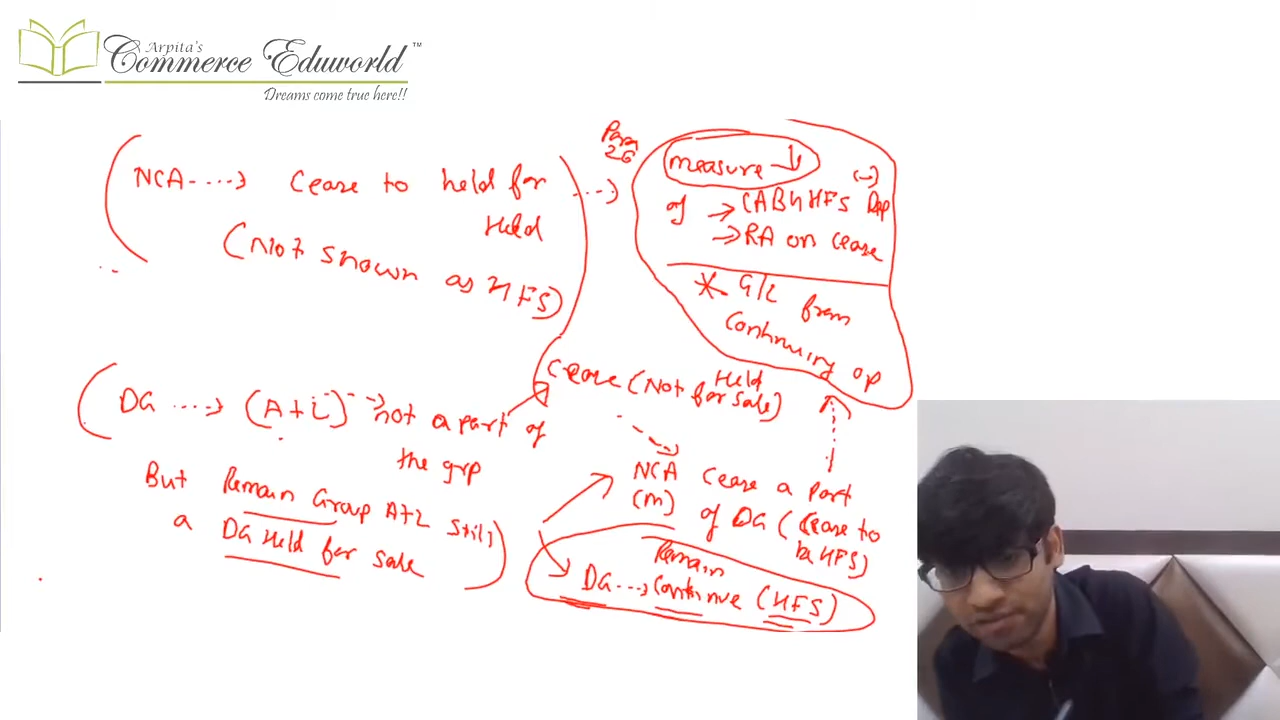 Arpita's
Commerce Eduworld™
Dreams come true here!!
NCA ----> Cease to held for
Held
(Not shown as HFS)
---->
Para
26
measure ↓
of → CAB4HFS (-) Dep
→ RA on cease
* G/L from
Continuing op
DG ----> (A+L) --> not a part of
the grp
But Remain Group A+L still
a DG Held for sale
Cease (Not Held for sale)
NCA Cease a part
(M) of DG (Cease to
be HFS)
Remain
DG ---> Continue (HFS)